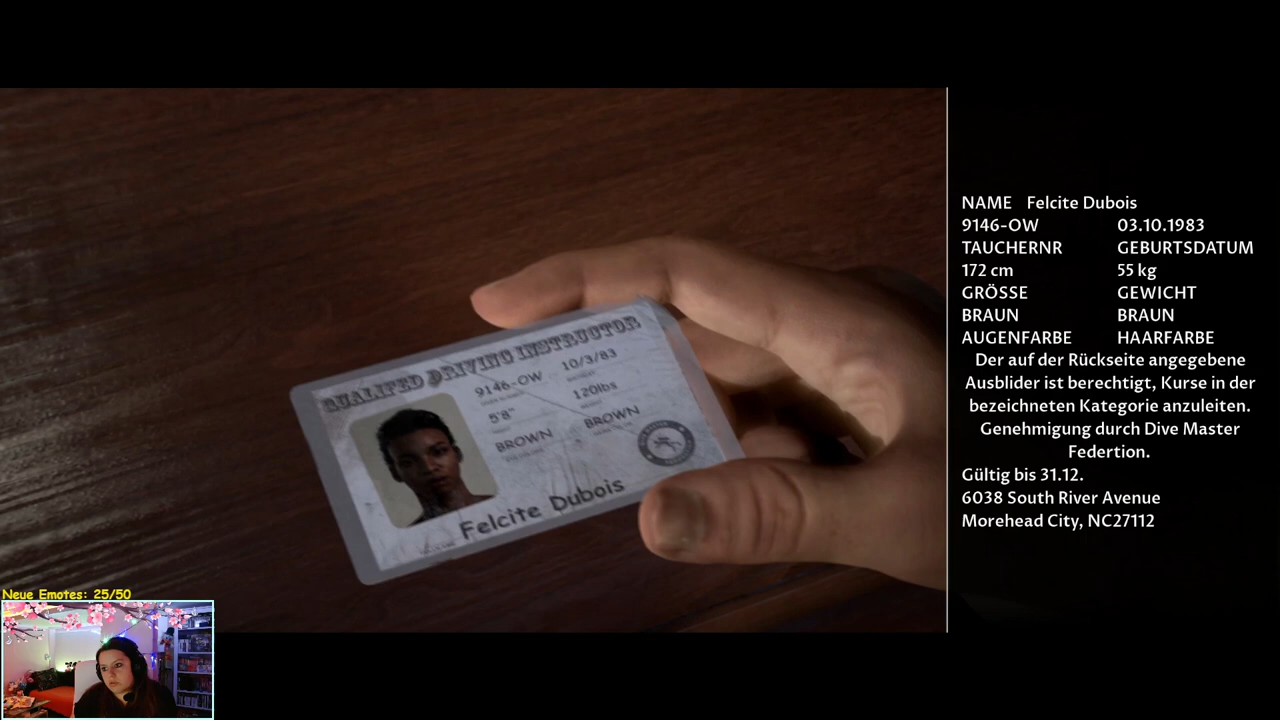 QUALIFED DRIVING INSTRUCTOR
9146-OW 10/3/83
5'8" 120lbs
BROWN BROWN
Felcite Dubois
NAME Felcite Dubois
9146-OW 03.10.1983
TAUCHERNR GEBURTSDATUM
172 cm 55 kg
GRÖSSE GEWICHT
BRAUN BRAUN
AUGENFARBE HAARFARBE
Der auf der Rückseite angegebene
Ausblider ist berechtigt, Kurse in der
bezeichneten Kategorie anzuleiten.
Genehmigung durch Dive Master
Federtion.
Gültig bis 31.12.
6038 South River Avenue
Morehead City, NC27112
Neue Emotes: 25/50